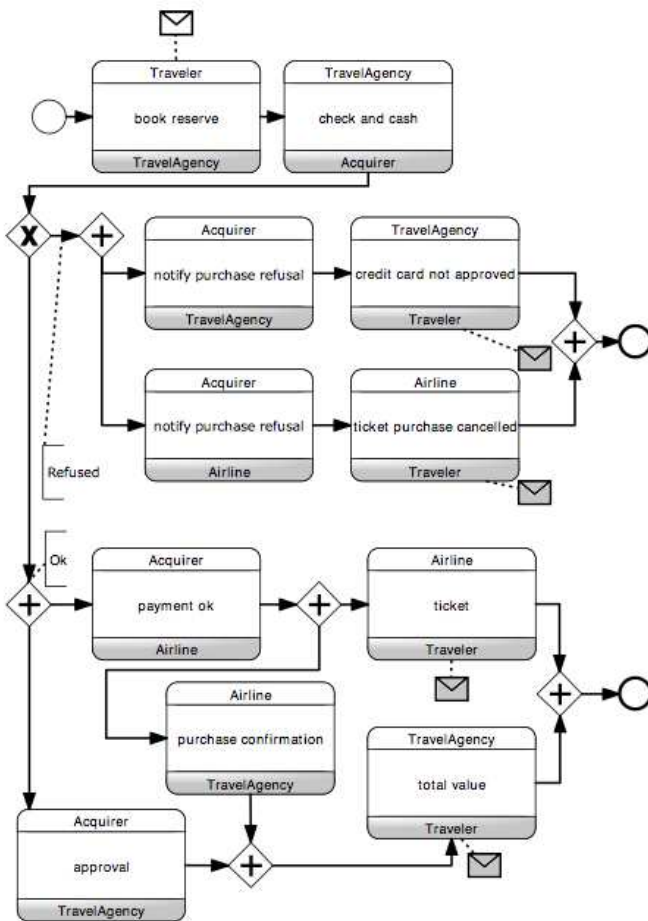 Traveler
book reserve
TravelAgency
TravelAgency
check and cash
Acquirer
X
Acquirer
notify purchase refusal
TravelAgency
TravelAgency
credit card not approved
Traveler
Acquirer
notify purchase refusal
Airline
Airline
ticket purchase cancelled
Traveler
Refused
Ok
Acquirer
payment ok
Airline
Airline
ticket
Traveler
Airline
purchase confirmation
TravelAgency
TravelAgency
total value
Traveler
Acquirer
approval
TravelAgency